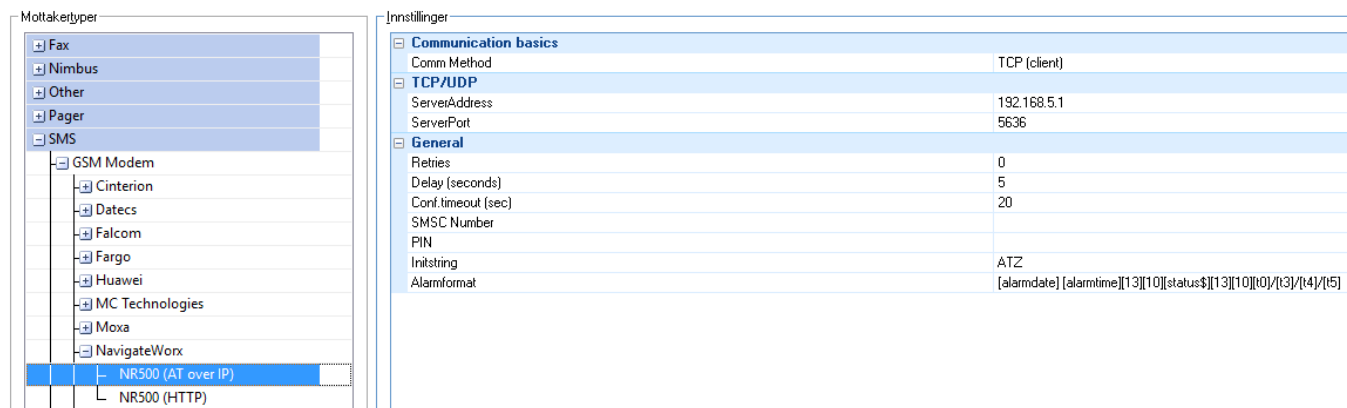 Mottakertyper
Fax
Nimbus
Other
Pager
SMS
GSM Modem
Cinterion
Datecs
Falcom
Fargo
Huawei
MC Technologies
Moxa
NavigateWorx
NR500 (AT over IP)
NR500 (HTTP)
Innstillinger
Communication basics
Comm Method TCP (client)
TCP/UDP
ServerAddress 192.168.5.1
ServerPort 5636
General
Retries 0
Delay (seconds) 5
Conf.timeout (sec) 20
SMSC Number
PIN
Initstring ATZ
Alarmformat [alarmdate] [alarmtime][13][10][status$][13][10][t0]/[t3]/[t4]/[t5]